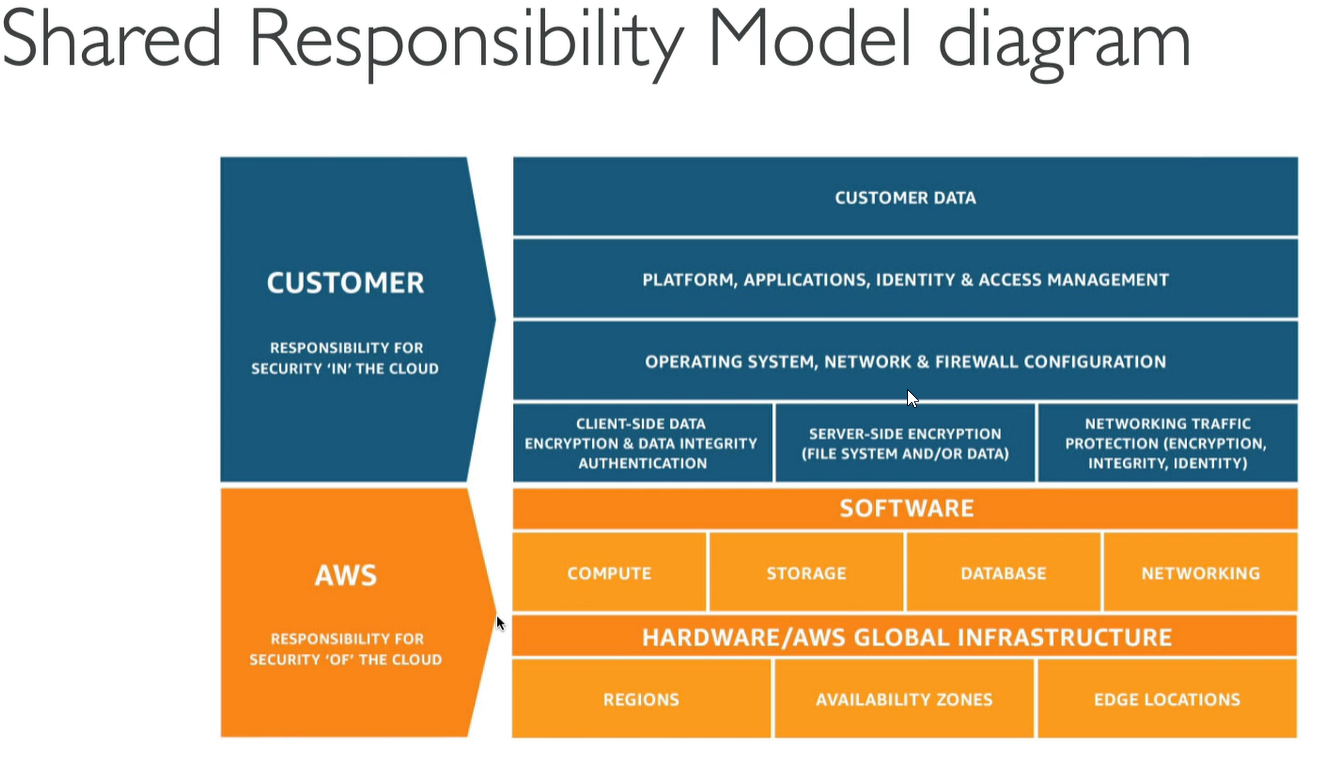 Shared Responsibility Model diagram
CUSTOMER
RESPONSIBILITY FOR
SECURITY ‘IN’ THE CLOUD
CUSTOMER DATA
PLATFORM, APPLICATIONS, IDENTITY & ACCESS MANAGEMENT
OPERATING SYSTEM, NETWORK & FIREWALL CONFIGURATION
CLIENT-SIDE DATA
ENCRYPTION & DATA INTEGRITY
AUTHENTICATION
SERVER-SIDE ENCRYPTION
(FILE SYSTEM AND/OR DATA)
NETWORKING TRAFFIC
PROTECTION (ENCRYPTION,
INTEGRITY, IDENTITY)
AWS
RESPONSIBILITY FOR
SECURITY ‘OF’ THE CLOUD
SOFTWARE
COMPUTE
STORAGE
DATABASE
NETWORKING
HARDWARE/AWS GLOBAL INFRASTRUCTURE
REGIONS
AVAILABILITY ZONES
EDGE LOCATIONS